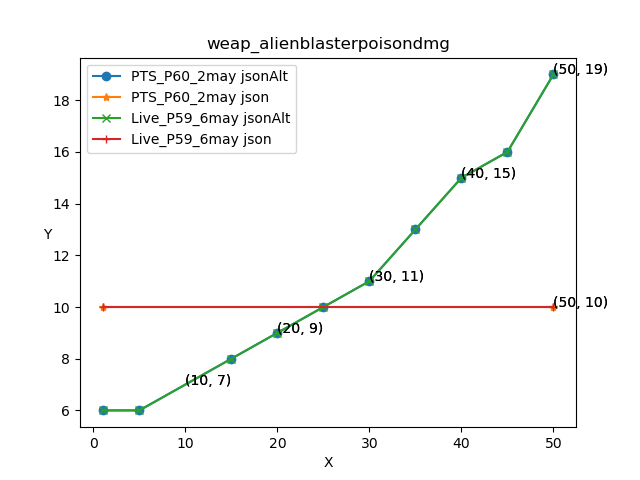 weap_alienblasterpoisondmg
PTS_P60_2may jsonAlt
PTS_P60_2may json
Live_P59_6may jsonAlt
Live_P59_6may json
(50, 19)
(40, 15)
(30, 11)
(50, 10)
(20, 9)
(10, 7)
18
16
14
12
10
8
6
Y
0 10 20 30 40 50
X